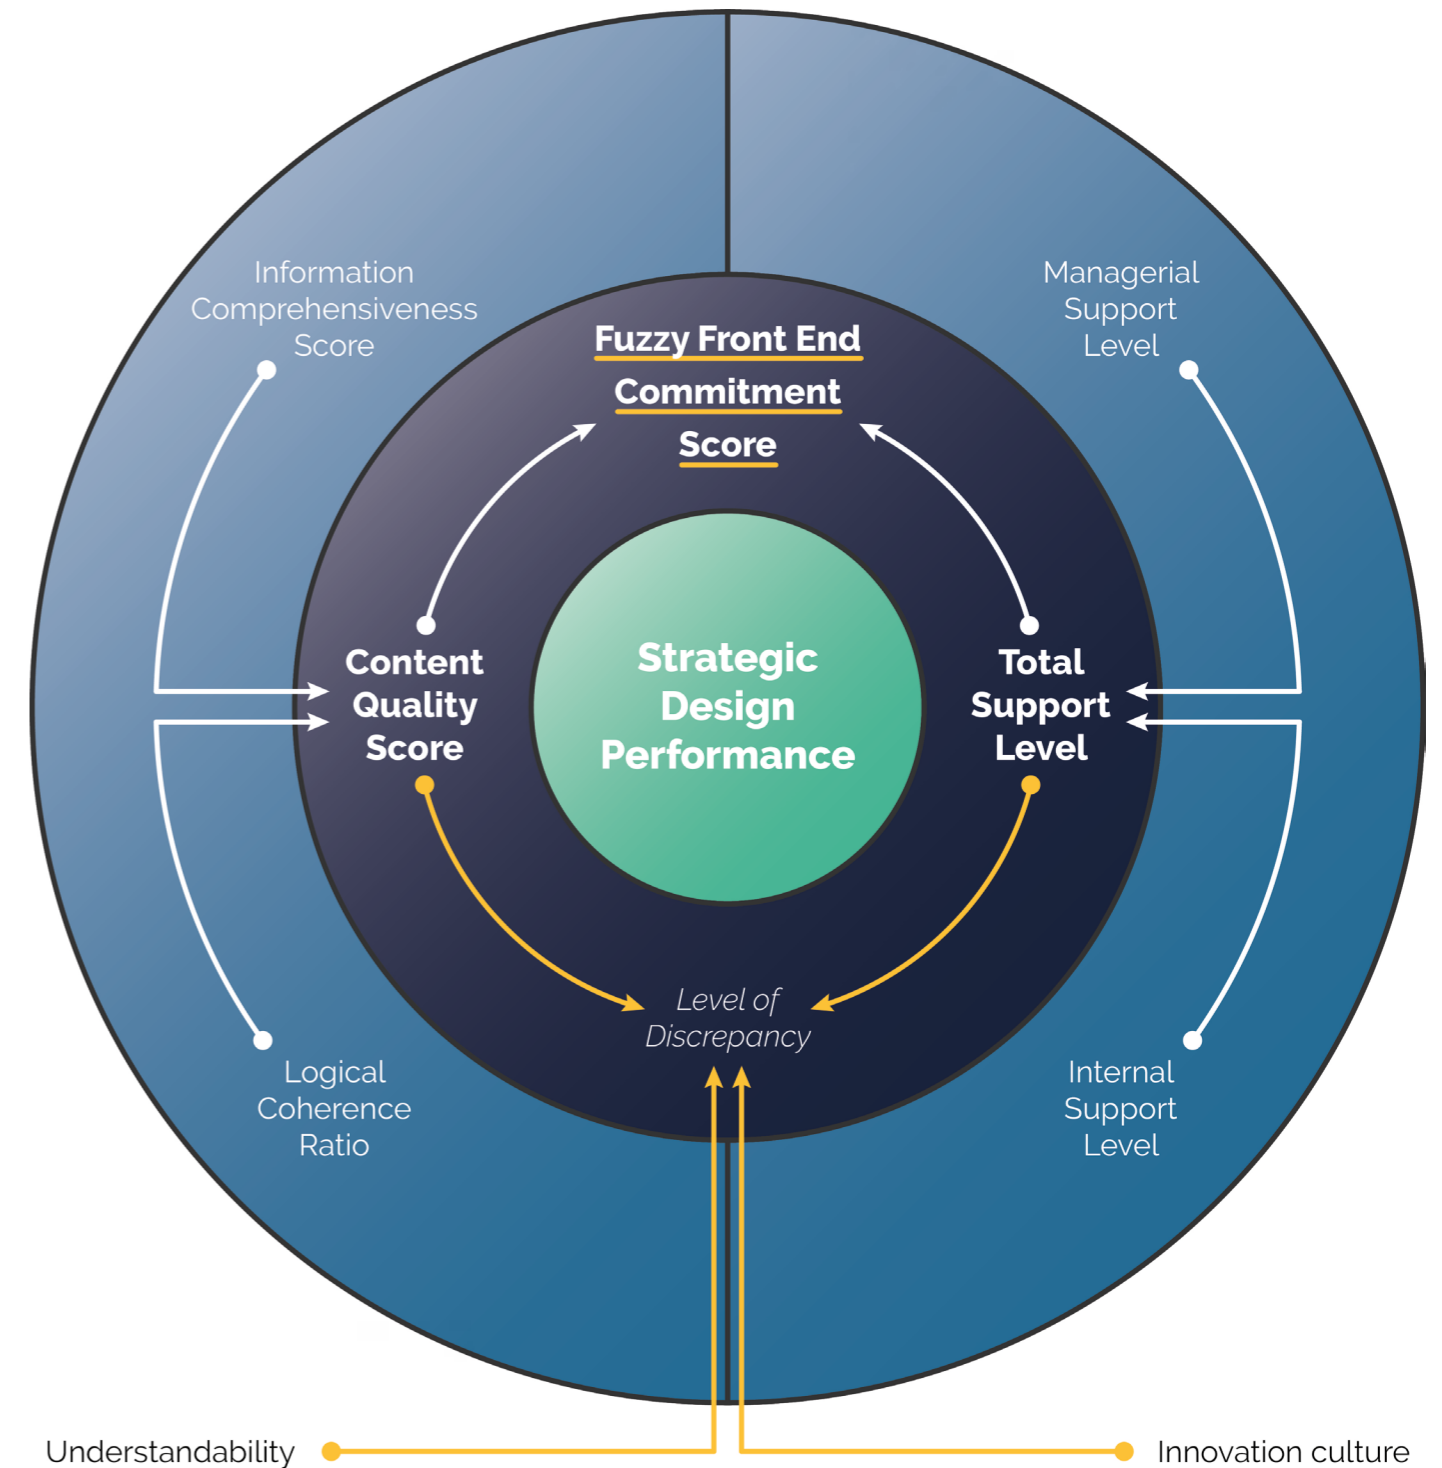 Information
Comprehensiveness
Score
Managerial
Support
Level
Fuzzy Front End
Commitment
Score
Content
Quality
Score
Strategic
Design
Performance
Total
Support
Level
Level of
Discrepancy
Logical
Coherence
Ratio
Internal
Support
Level
Understandability
Innovation culture